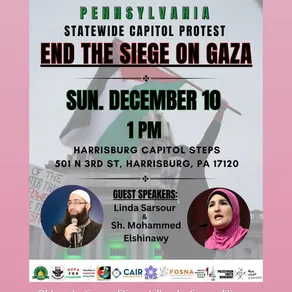 PENNSYLVANIA
STATEWIDE CAPITOL PROTEST
END THE SIEGE ON GAZA
SUN. DECEMBER 10
1 PM
HARRISBURG CAPITOL STEPS
501 N 3RD ST, HARRISBURG, PA 17120
GUEST SPEAKERS:
Linda Sarsour
&
Sh. Mohammed
Elshinawy
CAIR
FOSNA